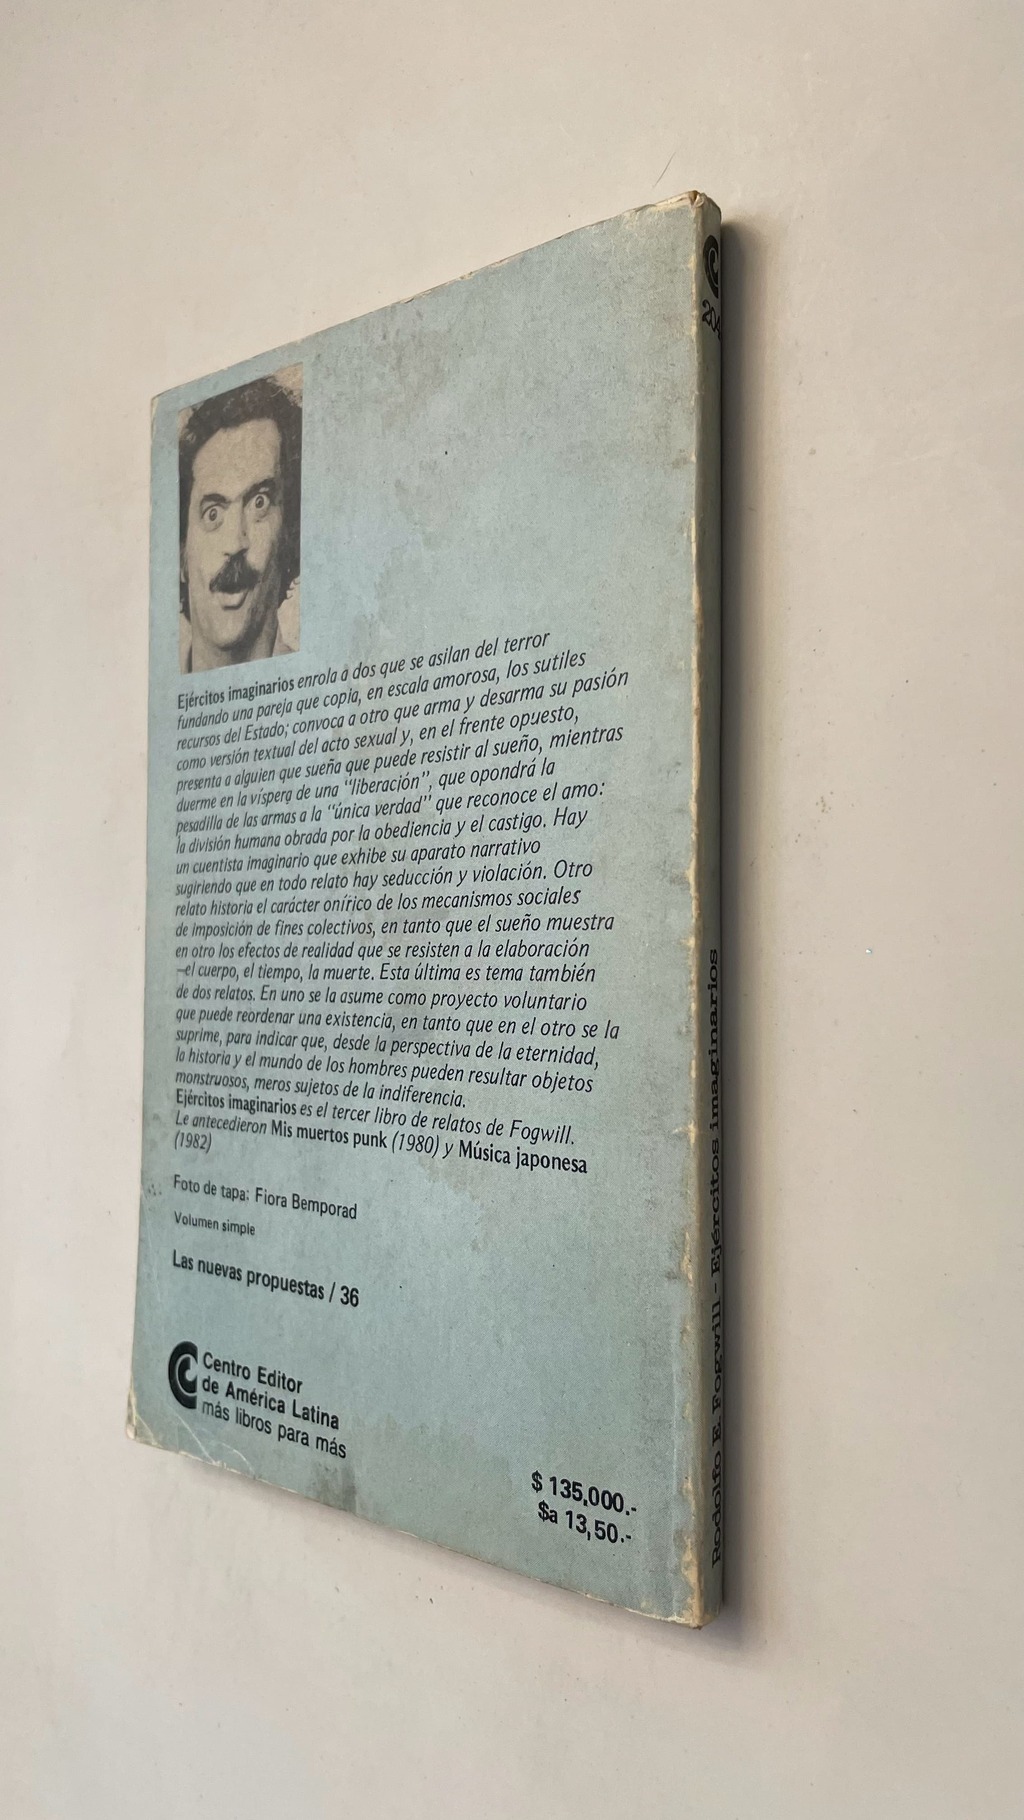 Ejércitos imaginarios enrola a dos que se asilan del terror
fundando una pareja que copia, en escala amorosa, los sutiles
recursos del Estado; convoca a otro que arma y desarma su pasión
como versión textual del acto sexual y, en el frente opuesto,
presenta a alguien que sueña que puede resistir al sueño, mientras
duerme en la víspera de una "liberación", que opondrá la
pesadilla de las armas a la "única verdad" que reconoce el amo:
la división humana obrada por la obediencia y el castigo. Hay
un cuentista imaginario que exhibe su aparato narrativo
sugiriendo que en todo relato hay seducción y violación. Otro
relato historia el carácter onírico de los mecanismos sociales
de imposición de fines colectivos, en tanto que el sueño muestra
en otro los efectos de realidad que se resisten a la elaboración
—el cuerpo, el tiempo, la muerte. Esta última es tema también
de dos relatos. En uno se la asume como proyecto voluntario
que puede reordenar una existencia, en tanto que en el otro se la
suprime, para indicar que, desde la perspectiva de la eternidad,
la historia y el mundo de los hombres pueden resultar objetos
monstruosos, meros sujetos de la indiferencia.
Ejércitos imaginarios es el tercer libro de relatos de Fogwill.
Le antecedieron Mis muertos punk (1980) y Música japonesa
(1982)
Foto de tapa: Fiora Bemporad
Volumen simple
Las nuevas propuestas / 36
Centro Editor
de América Latina
más libros para más
$ 135.000.-
$a 13,50.-
Rodolfo E. Fogwill - Ejércitos imaginarios